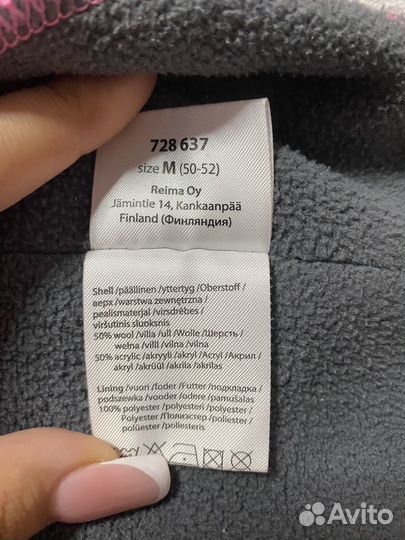 728 637
size M (50-52)
Reima Oy
Jämintie 14, Kankaanpää
Finland (Финляндия)
Shell /päällinen /yttertyg /Oberstoff /
верх /warstwa zewnętrzna /
pealismaterjal /virsdrēbes /
viršutinis sluoksnis
50% wool /villa /ull /Wolle /Шерсть /
wełna /vill /vilna /vilna
50% acrylic /akryyli /akryl /Acryl /Акрил /
akryl /akrüül /akrila /akrilas
Lining /vuori /foder /Futter /подкладка /
podszewka /vooder /odere /pamušalas
100% polyester /polyesteri /polyester /
Polyester /Полиэстер /poliester /
polüester /poliesteris
Avito